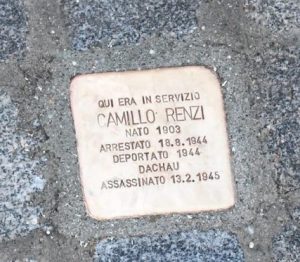 QUI ERA IN SERVIZIO
CAMILLO RENZI
NATO 1903
ARRESTATO 18.8.1944
DEPORTATO 1944
DACHAU
ASSASSINATO 13.2.1945